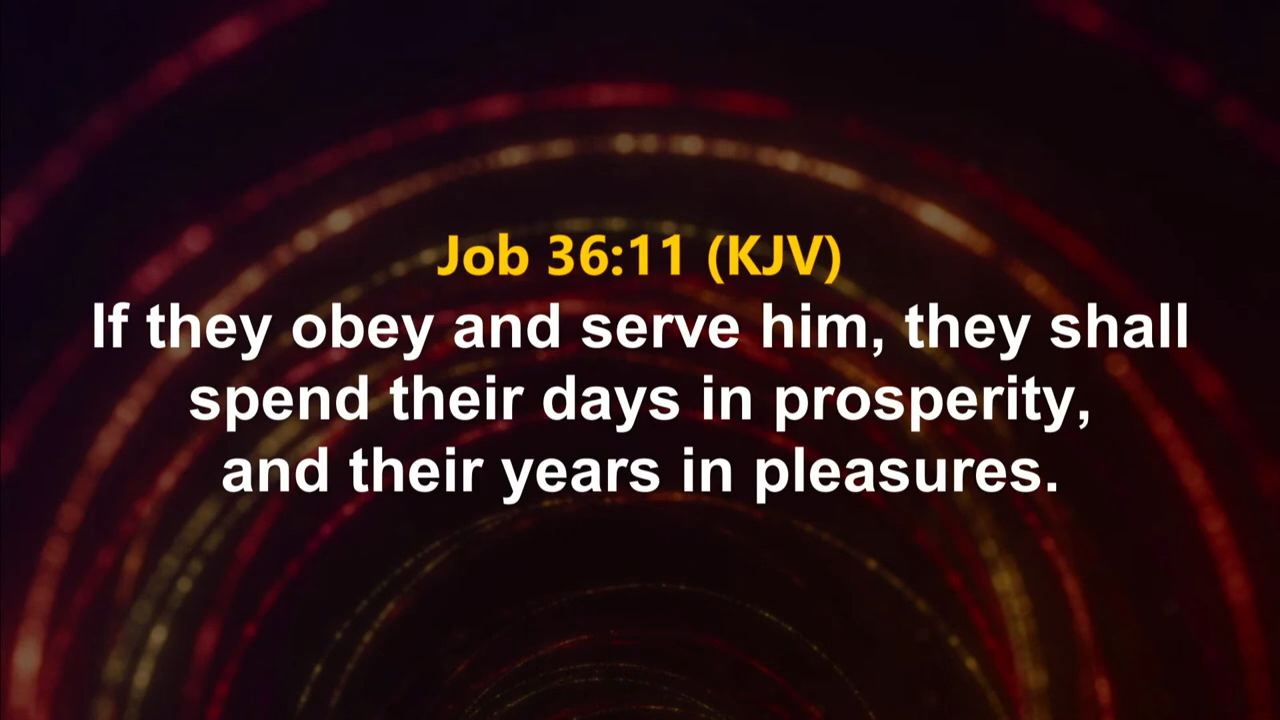 Job 36:11 (KJV)
If they obey and serve him, they shall
spend their days in prosperity,
and their years in pleasures.